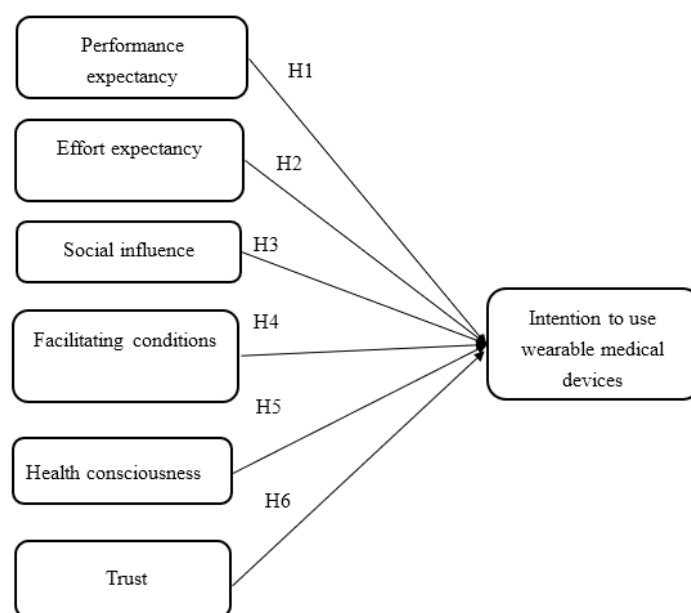 Performance
expectancy
H1
Effort expectancy
H2
Social influence
H3
Facilitating conditions
H4
Health consciousness
H5
Trust
H6
Intention to use
wearable medical
devices